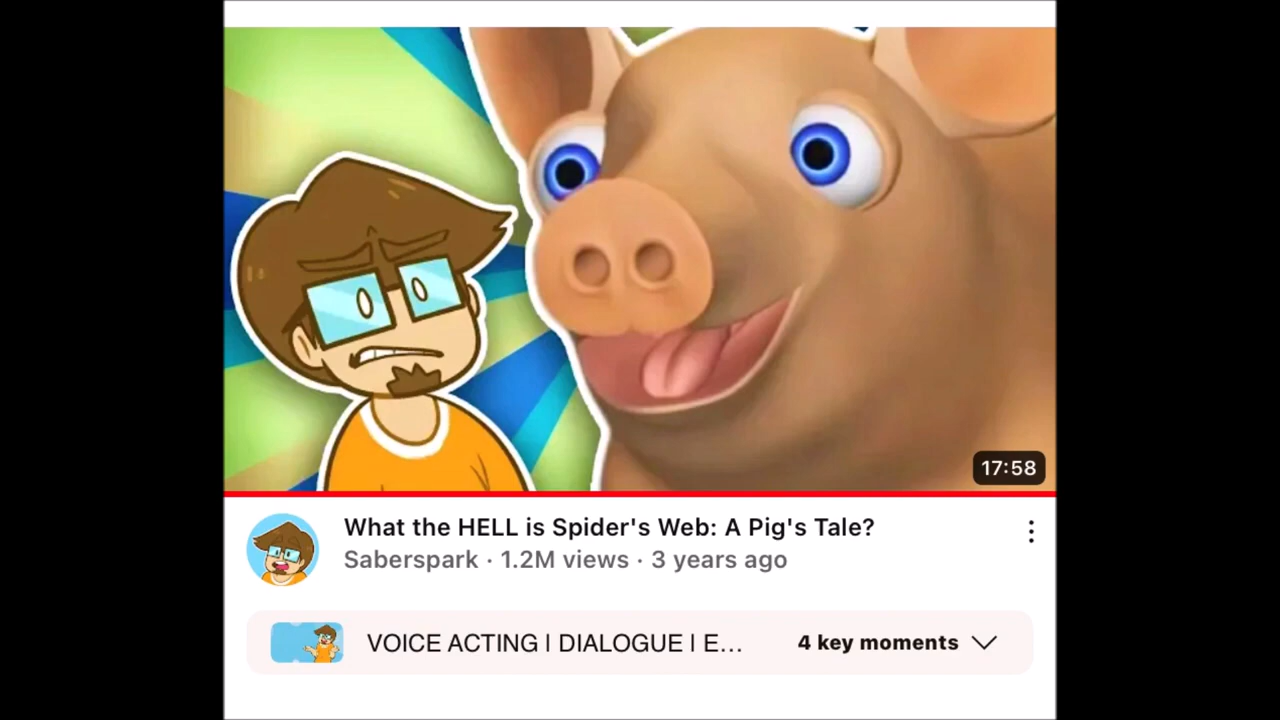 17:58
What the HELL is Spider's Web: A Pig's Tale?
Saberspark · 1.2M views · 3 years ago
VOICE ACTING | DIALOGUE | E... 4 key moments